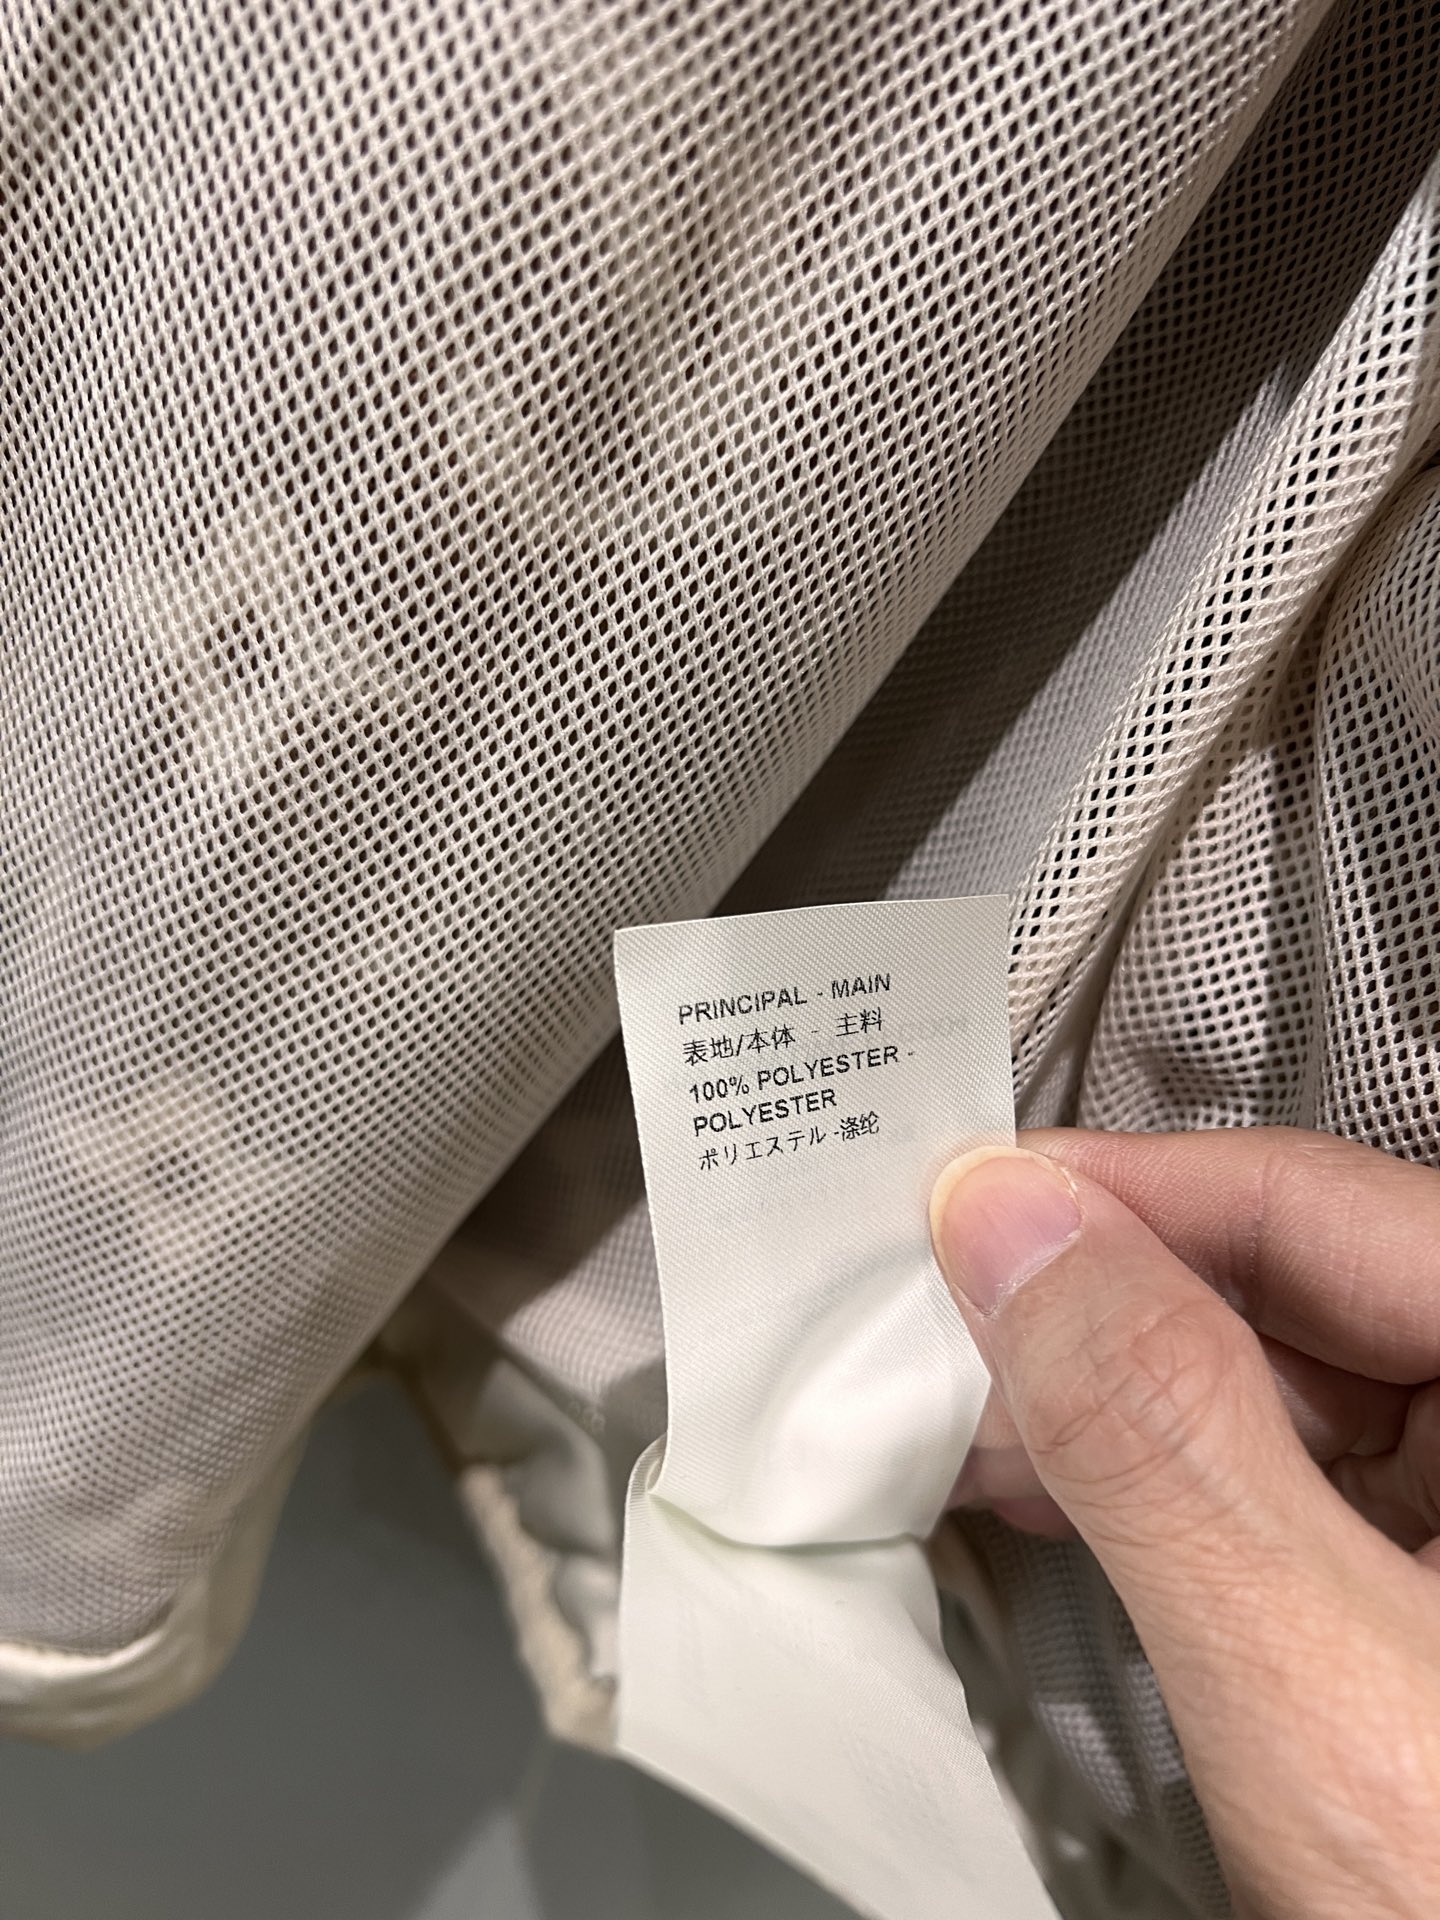 PRINCIPAL - MAIN
表地/本体 - 主料
100% POLYESTER -
POLYESTER
ポリエステル -涤纶